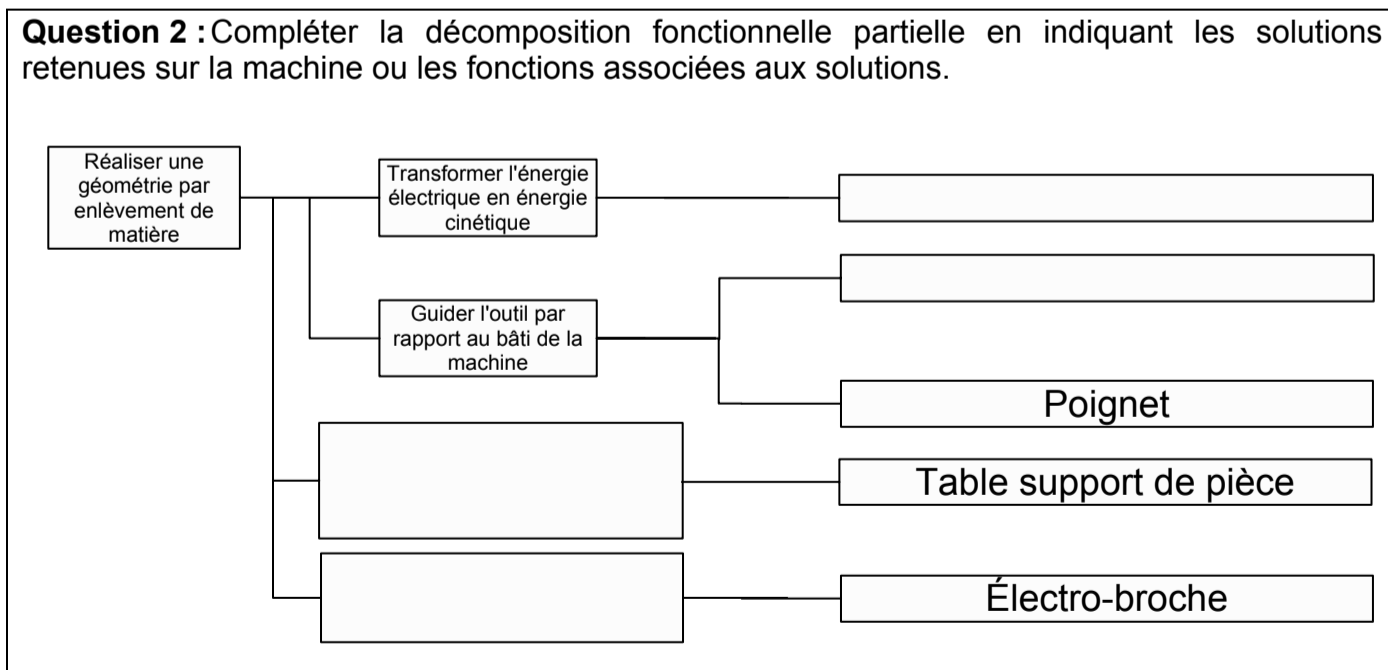 Question 2 : Compléter la décomposition fonctionnelle partielle en indiquant les solutions
retenues sur la machine ou les fonctions associées aux solutions.
Réaliser une
géométrie par
enlèvement de
matière
Transformer l'énergie
électrique en énergie
cinétique
Guider l'outil par
rapport au bâti de la
machine
Poignet
Table support de pièce
Électro-broche